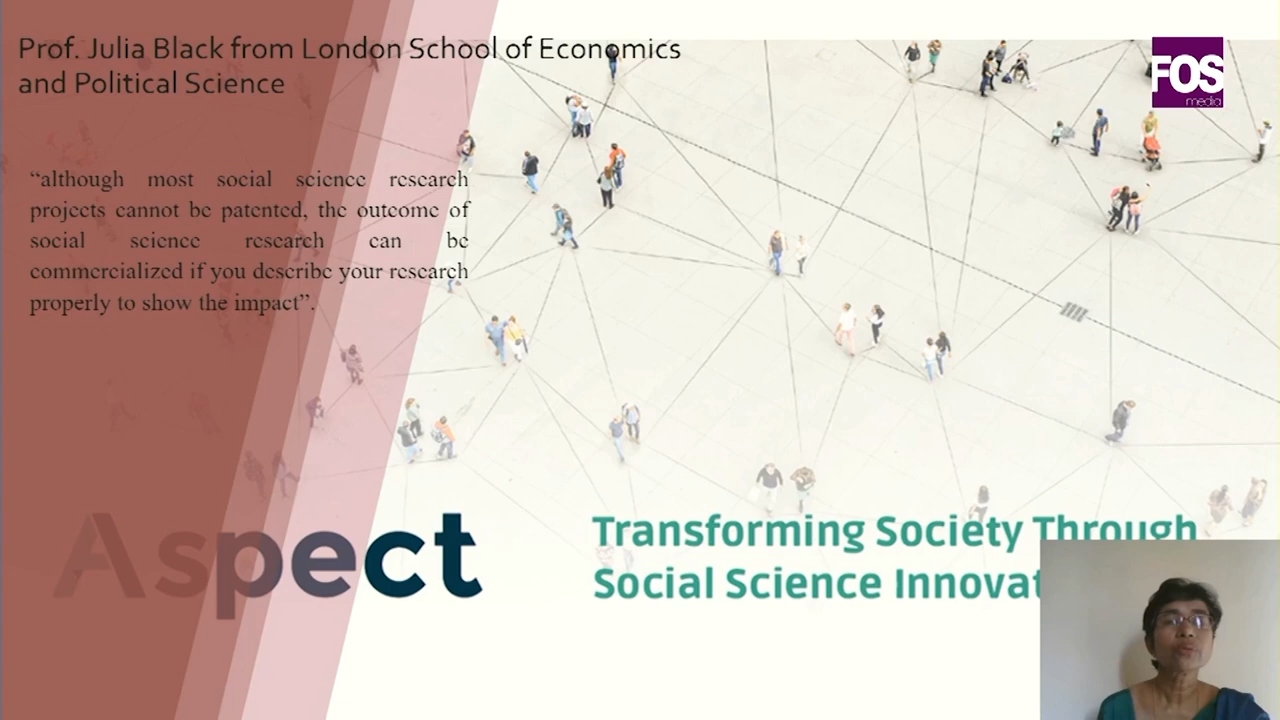 Prof. Julia Black from London School of Economics
and Political Science
FOS
media
“although most social science research
projects cannot be patented, the outcome of
social science research can be
commercialized if you describe your research
properly to show the impact”.
Aspect
Transforming Society Through
Social Science